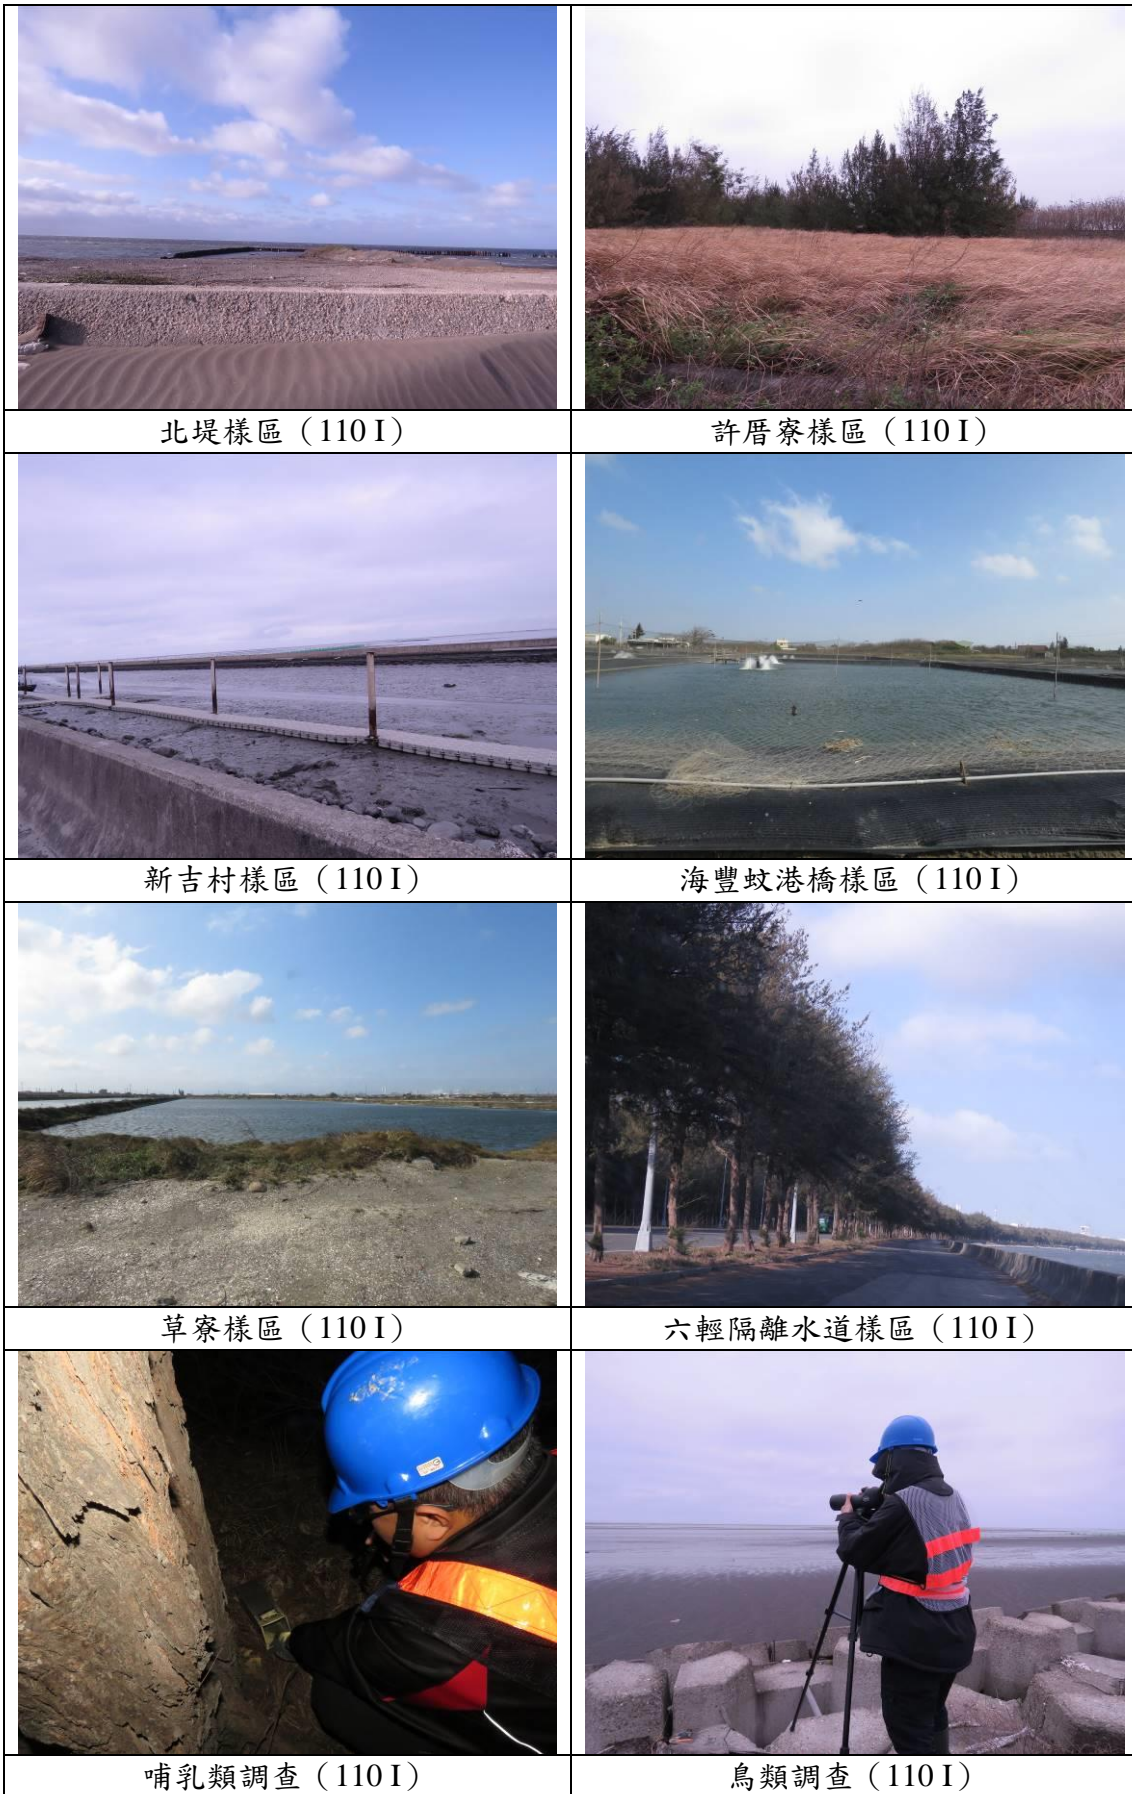 北堤樣區（110 I）
許厝寮樣區（110 I）
新吉村樣區（110 I）
海豐蚊港橋樣區（110 I）
草寮樣區（110 I）
六輕隔離水道樣區（110 I）
哺乳類調查（110 I）
鳥類調查（110 I）